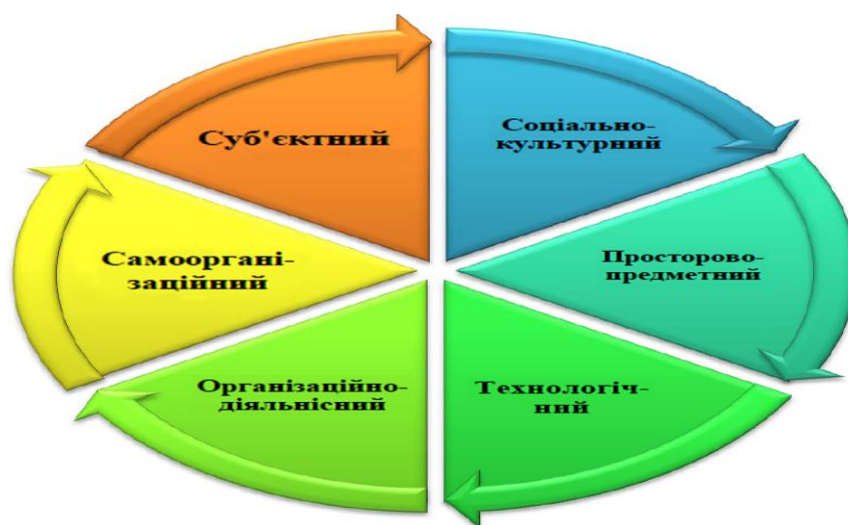 Суб'єктний
Соціально-
культурний
Просторово-
предметний
Технологіч-
ний
Організаційно-
діяльнісний
Самооргані-
заційний